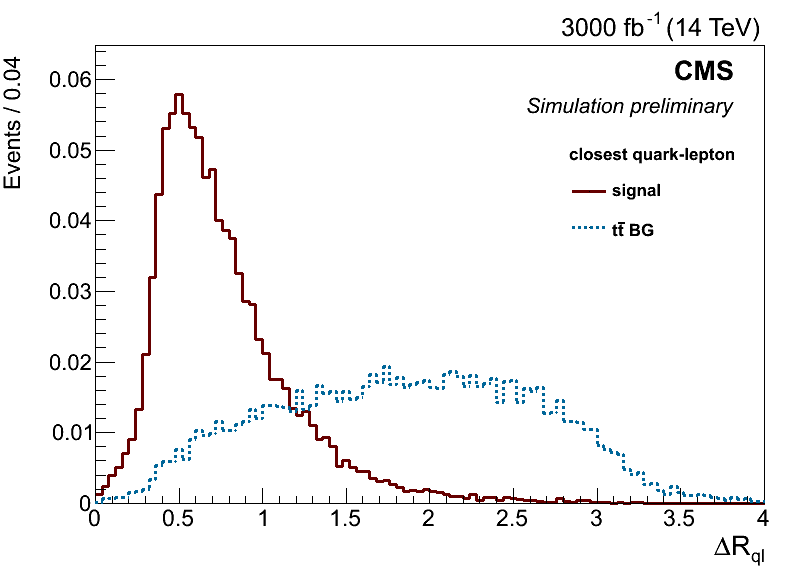 3000 fb⁻¹ (14 TeV)
Events / 0.04
CMS
Simulation preliminary
closest quark-lepton
signal
tt̄ BG
0.06
0.05
0.04
0.03
0.02
0.01
0
0 0.5 1 1.5 2 2.5 3 3.5 4
ΔR_ql